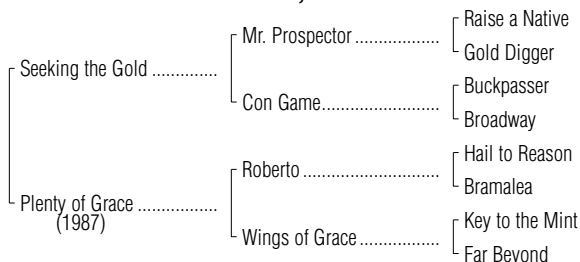 Raise a Native
Mr. Prospector ..................
Gold Digger
Seeking the Gold ..............
Buckpasser
Con Game.........................
Broadway
Hail to Reason
Roberto .............................
Bramalea
Plenty of Grace .................
(1987)
Key to the Mint
Wings of Grace.................
Far Beyond